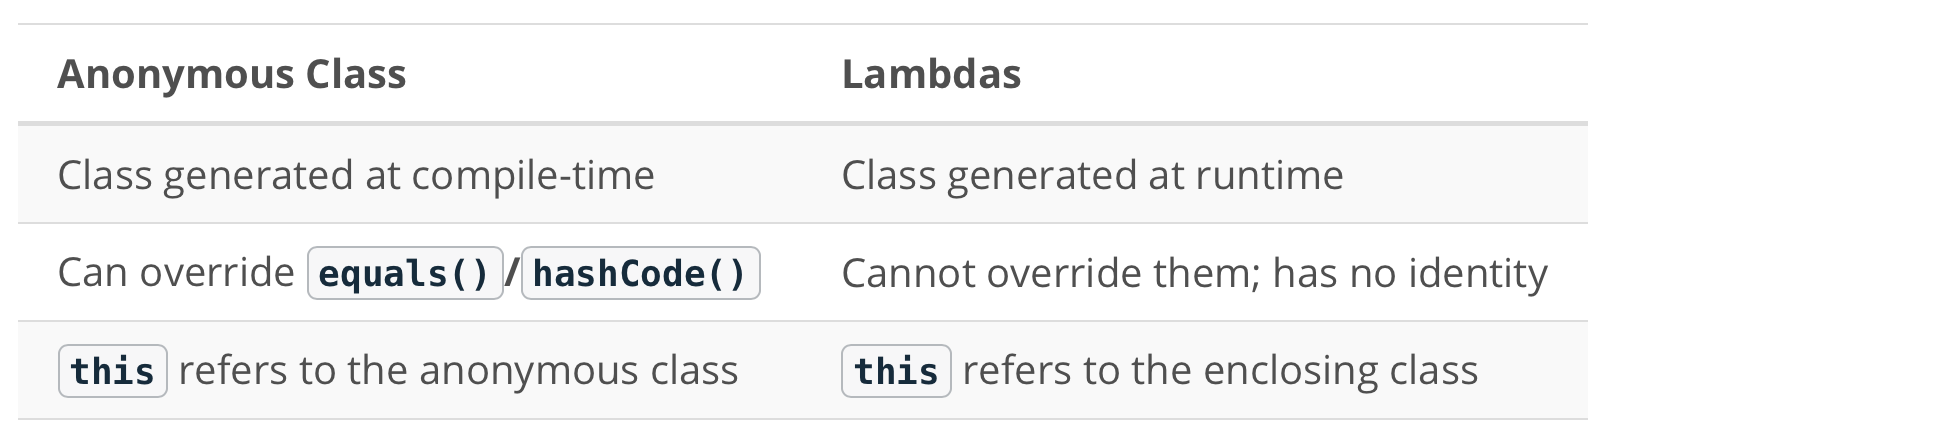 Anonymous Class Lambdas
Class generated at compile-time Class generated at runtime
Can override equals()/hashCode() Cannot override them; has no identity
this refers to the anonymous class this refers to the enclosing class